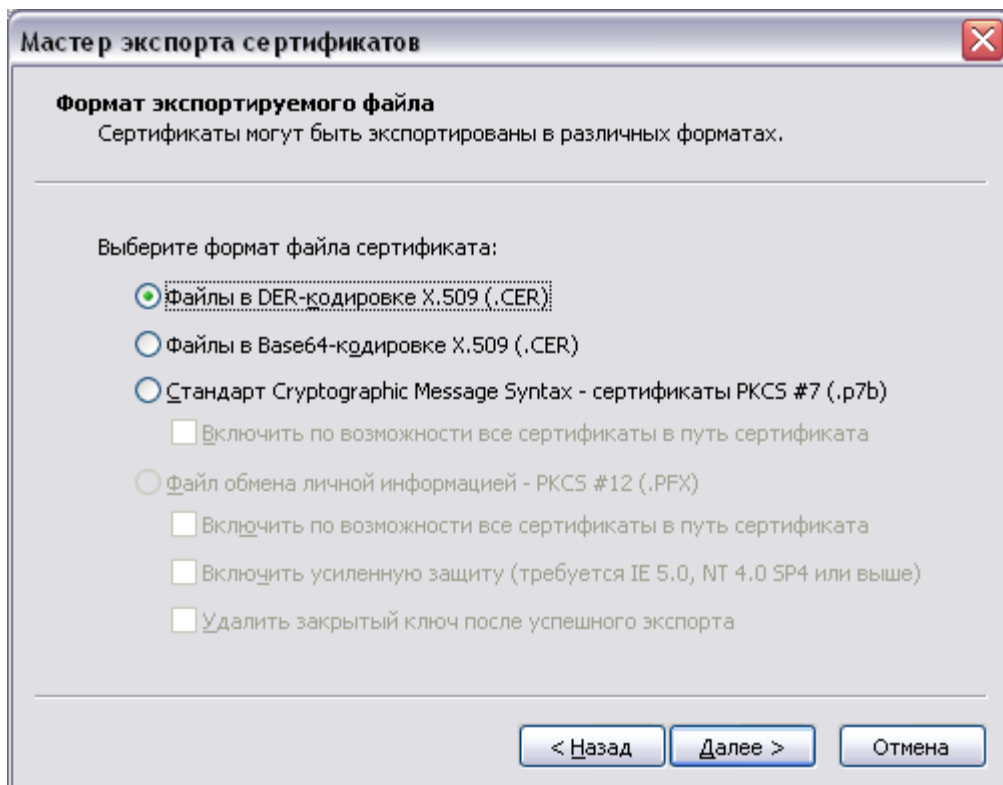 Мастер экспорта сертификатов
Формат экспортируемого файла
Сертификаты могут быть экспортированы в различных форматах.
Выберите формат файла сертификата:
Файлы в DER-кодировке X.509 (.CER)
Файлы в Base64-кодировке X.509 (.CER)
Стандарт Cryptographic Message Syntax - сертификаты PKCS #7 (.p7b)
Включить по возможности все сертификаты в путь сертификата
Файл обмена личной информацией - PKCS #12 (.PFX)
Включить по возможности все сертификаты в путь сертификата
Включить усиленную защиту (требуется IE 5.0, NT 4.0 SP4 или выше)
Удалить закрытый ключ после успешного экспорта
< Назад Далее > Отмена